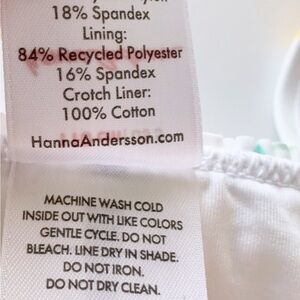 18% Spandex
Lining:
84% Recycled Polyester
16% Spandex
Crotch Liner:
100% Cotton
HannaAndersson.com
MACHINE WASH COLD
INSIDE OUT WITH LIKE COLORS
GENTLE CYCLE. DO NOT
BLEACH. LINE DRY IN SHADE.
DO NOT IRON.
DO NOT DRY CLEAN.